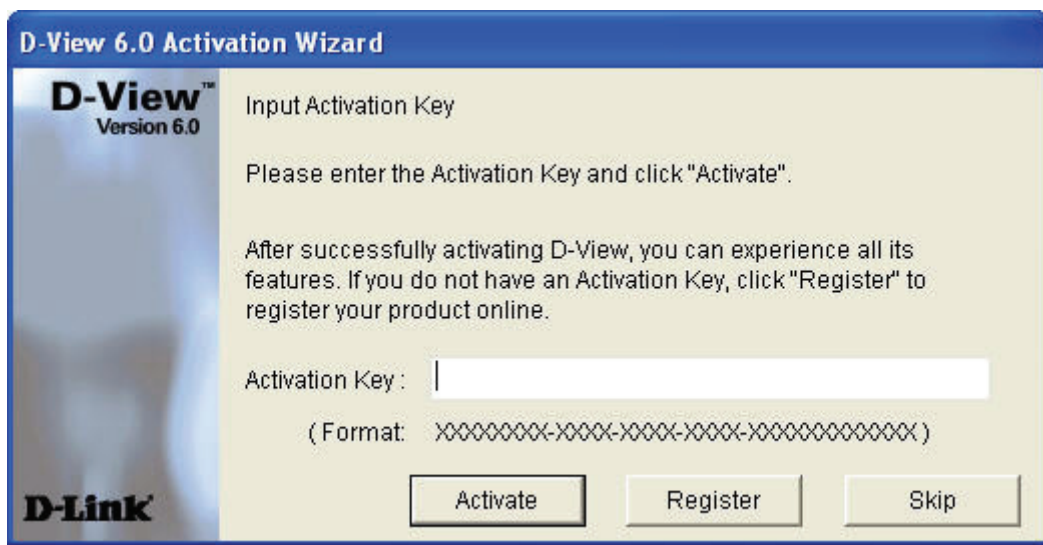 D-View 6.0 Activation Wizard
D-View™
Version 6.0
Input Activation Key
Please enter the Activation Key and click "Activate".
After successfully activating D-View, you can experience all its
features. If you do not have an Activation Key, click "Register" to
register your product online.
Activation Key :
( Format: XXXXXXXX-XXXX-XXXX-XXXX-XXXXXXXXXXXX )
Activate Register Skip
D-Link